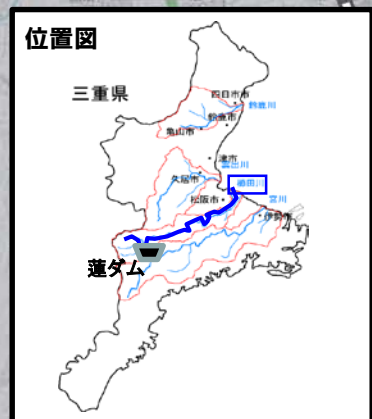 位置図
三重県
四日市市
鈴鹿川
鈴鹿市
亀山市
津市
雲出川
久居市
櫛田川
松阪市
宮川
伊勢市
蓮ダム